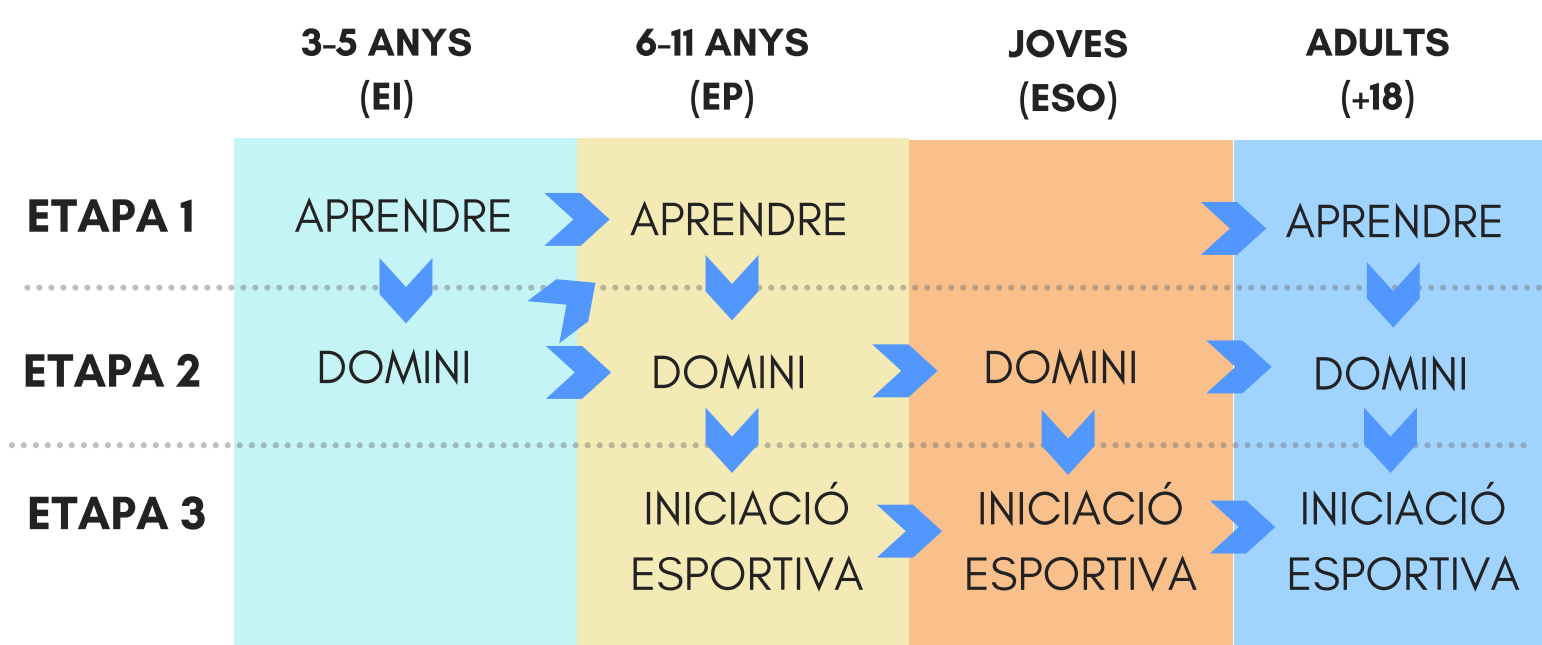 3-5 ANYS 6-11 ANYS JOVES ADULTS
(EI) (EP) (ESO) (+18)
ETAPA 1 APRENDRE APRENDRE APRENDRE
ETAPA 2 DOMINI DOMINI DOMINI DOMINI
ETAPA 3 INICIACIÓ INICIACIÓ INICIACIÓ
ESPORTIVA ESPORTIVA ESPORTIVA